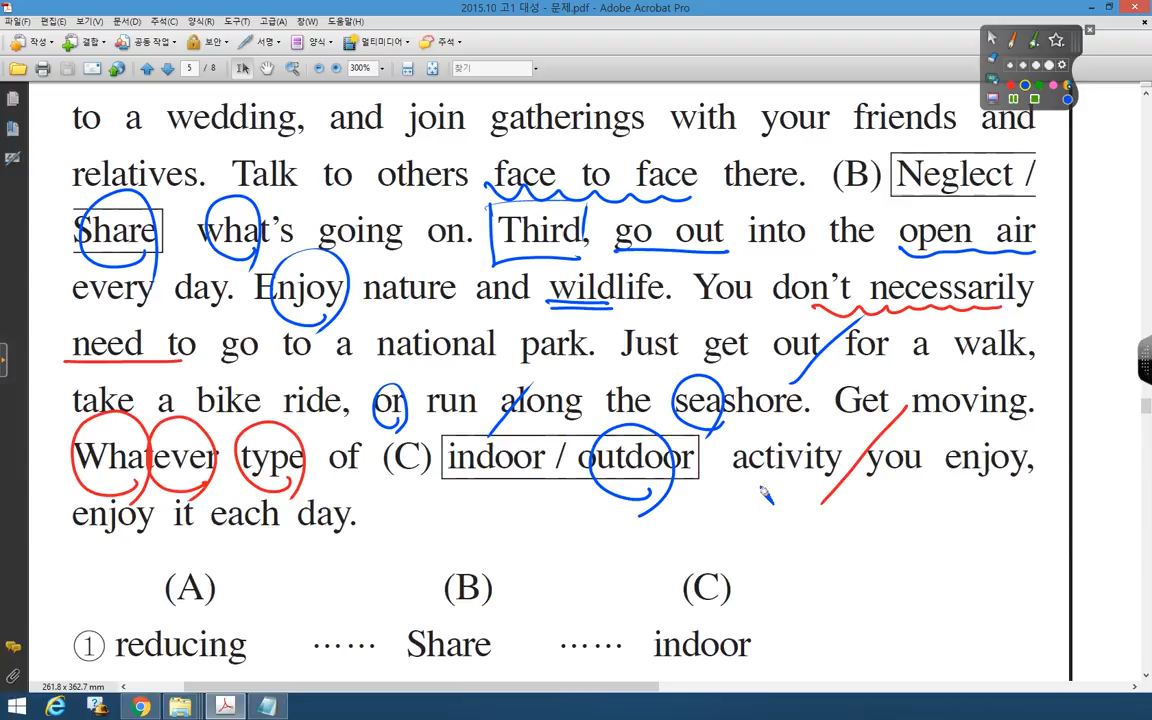 2015.10 고1 대성 - 문제.pdf - Adobe Acrobat Pro
파일(F) 편집(E) 보기(V) 문서(D) 주석(C) 양식(R) 도구(T) 고급(A) 창(W) 도움말(H)
작성 결합 공동 작업 보안 서명 양식 멀티미디어 주석
5 / 8 300% 찾기
to a wedding, and join gatherings with your friends and
relatives. Talk to others face to face there. (B) Neglect /
Share what's going on. Third, go out into the open air
every day. Enjoy nature and wildlife. You don't necessarily
need to go to a national park. Just get out for a walk,
take a bike ride, or run along the seashore. Get moving.
Whatever type of (C) indoor / outdoor activity you enjoy,
enjoy it each day.
(A) (B) (C)
① reducing ⋯⋯ Share ⋯⋯ indoor
261.8 x 362.7 mm